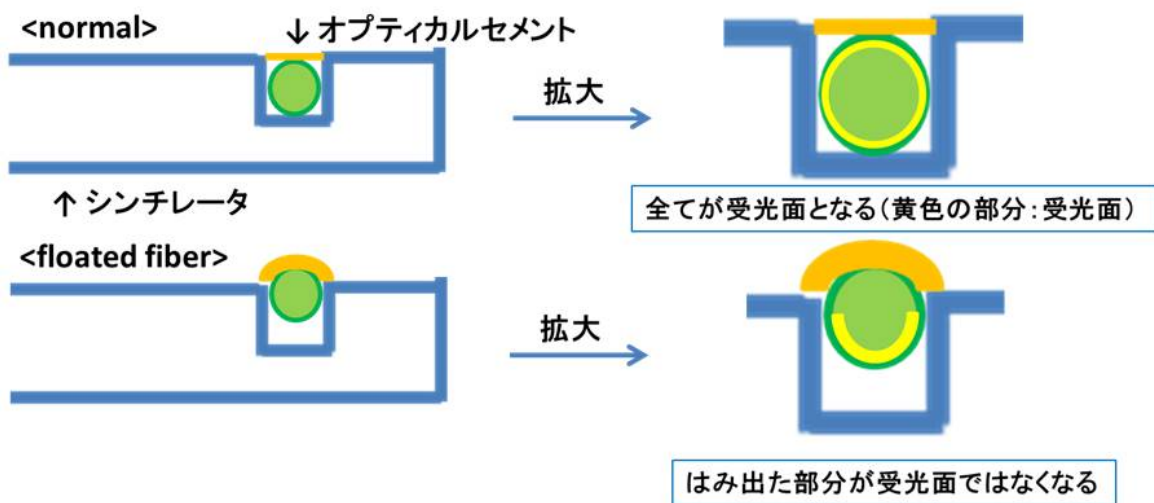 <normal>
↓ オプティカルセメント
拡大
↑ シンチレータ
全てが受光面となる(黄色の部分:受光面)
<floated fiber>
拡大
はみ出た部分が受光面ではなくなる